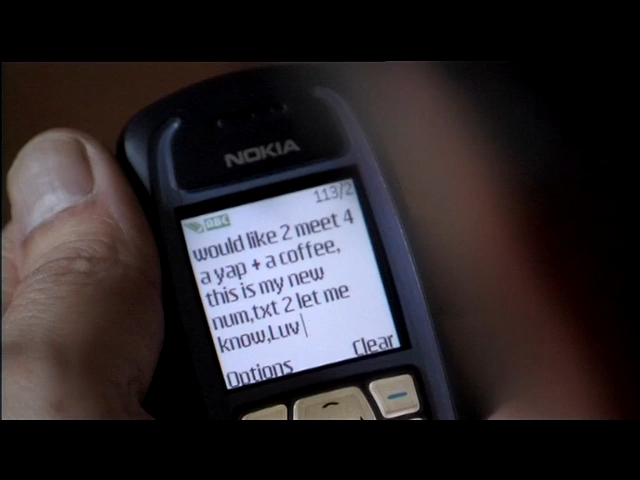 NOKIA
113/2
ABC
would like 2 meet 4
a yap + a coffee,
this is my new
num,txt 2 let me
know,Luv
Options Clear